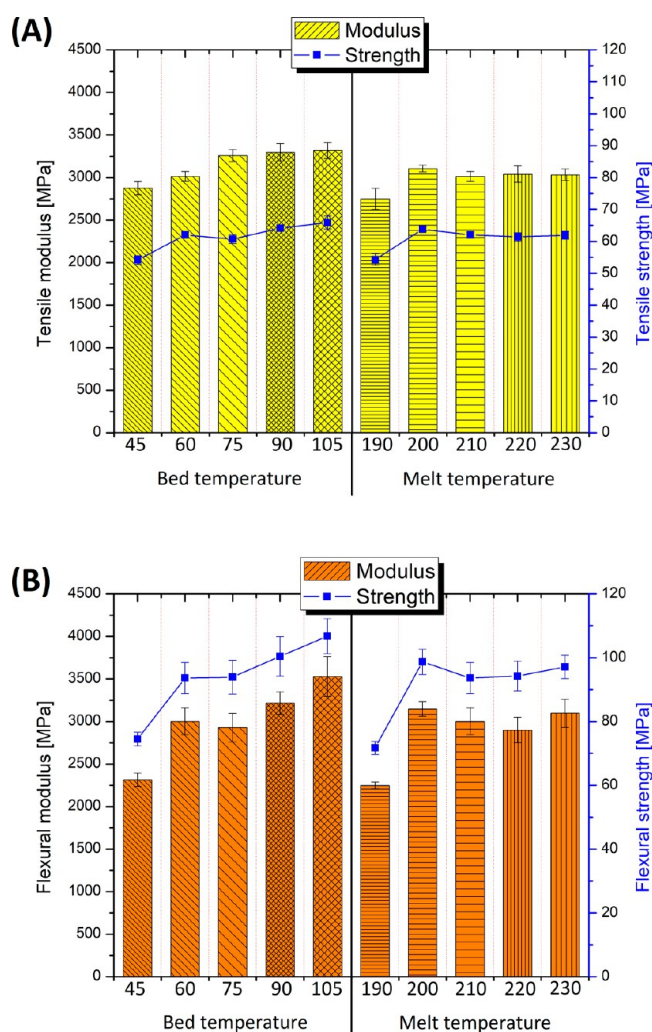 (A)
Modulus
Strength
Tensile modulus [MPa]
4500
4000
3500
3000
2500
2000
1500
1000
500
0
120
110
100
90
80
70
60
50
40
30
20
10
0
Tensile strength [MPa]
45 60 75 90 105 190 200 210 220 230
Bed temperature Melt temperature
(B)
Modulus
Strength
Flexural modulus [MPa]
4500
4000
3500
3000
2500
2000
1500
1000
500
0
120
100
80
60
40
20
0
Flexural strength [MPa]
45 60 75 90 105 190 200 210 220 230
Bed temperature Melt temperature